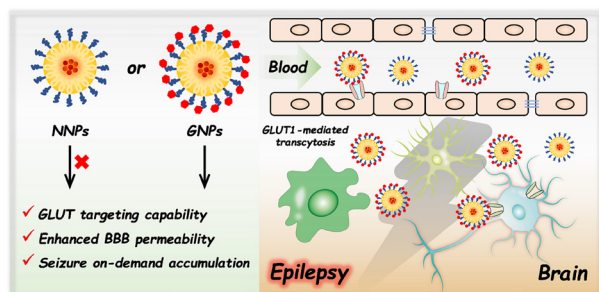 or
NNPs
GNPs
GLUT targeting capability
Enhanced BBB permeability
Seizure on-demand accumulation
Blood
GLUT1-mediated
transcytosis
Epilepsy
Brain